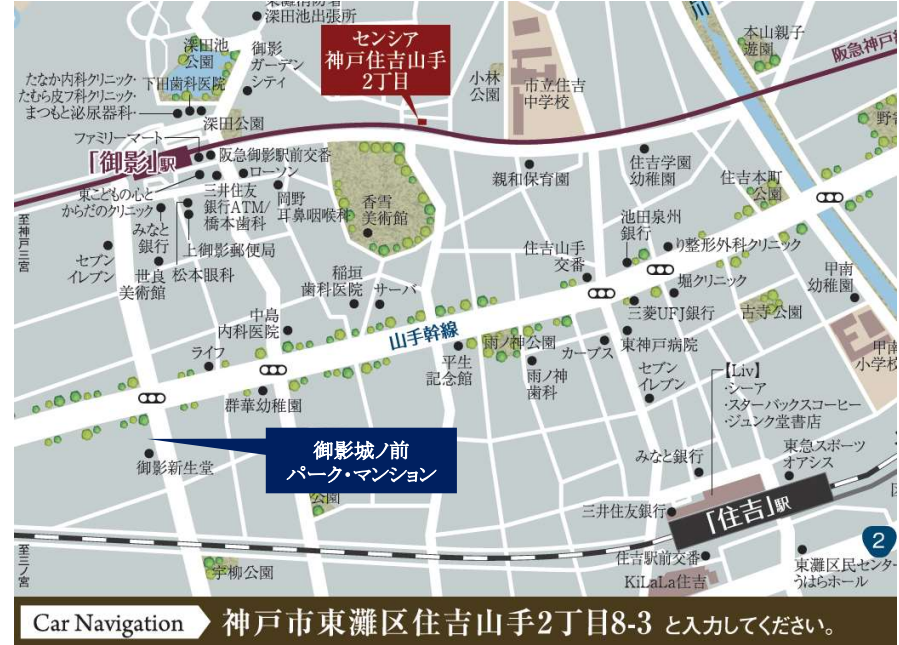 深田池出張所
深田池
公園
御影
ガーデン
シティ
センシア
神戸住吉山手
2丁目
小林
公園
市立住吉
中学校
川
本山親子
遊園
阪急神戸
たなか内科クリニック・
たむら皮フ科クリニック・
まつもと泌尿器科・
下田歯科医院
深田公園
ファミリーマート
「御影」駅
阪急御影駅前交番
ローソン
東こどもの心と
からだのクリニック
三井住友
銀行ATM/
橋本歯科
岡野
耳鼻咽喉科
香雪
美術館
親和保育園
住吉学園
幼稚園
住吉本町
公園
至神戸三宮
セブン
イレブン
みなと
銀行
世良
美術館
上御影郵便局
松本眼科
稲垣
歯科医院
サーバ
住吉山手
交番
池田泉州
銀行
り整形外科クリニック
堀クリニック
甲南
幼稚園
中島
内科医院
山手幹線
三菱UFJ銀行
古寺公園
ライフ
平生
記念館
雨ノ神公園
カーブス
東神戸病院
甲南
小学校
群華幼稚園
雨ノ神
歯科
セブン
イレブン
【Liv】
・シーア
・スターバックスコーヒー
・ジュンク堂書店
御影新生堂
御影城ノ前
パーク・マンション
公園
みなと銀行
東急スポーツ
オアシス
三井住友銀行
「住吉」駅
至三ノ宮
宇柳公園
住吉駅前交番
KiLaLa住吉
2
東灘区民センター
うはらホール
Car Navigation 神戸市東灘区住吉山手2丁目8-3 と入力してください。